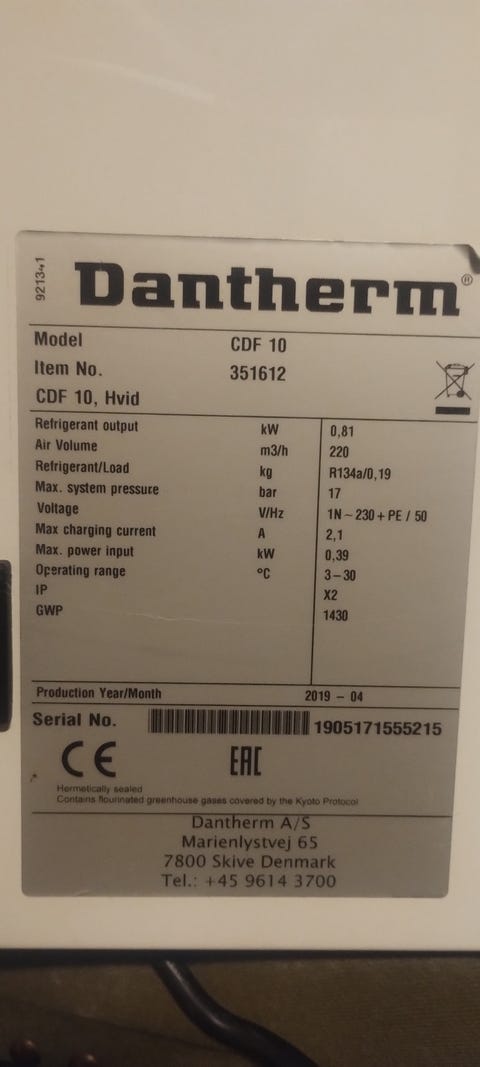 921341
Dantherm®
Model CDF 10
Item No. 351612
CDF 10, Hvid
Refrigerant output kW 0,81
Air Volume m3/h 220
Refrigerant/Load kg R134a/0,19
Max. system pressure bar 17
Voltage V/Hz 1N ~ 230 + PE / 50
Max charging current A 2,1
Max. power input kW 0,39
Operating range °C 3 – 30
IP X2
GWP 1430
Production Year/Month 2019 – 04
Serial No. 1905171555215
CE EAC
Hermetically sealed
Contains flourinated greenhouse gases covered by the Kyoto Protocol
Dantherm A/S
Marienlystvej 65
7800 Skive Denmark
Tel.: +45 9614 3700